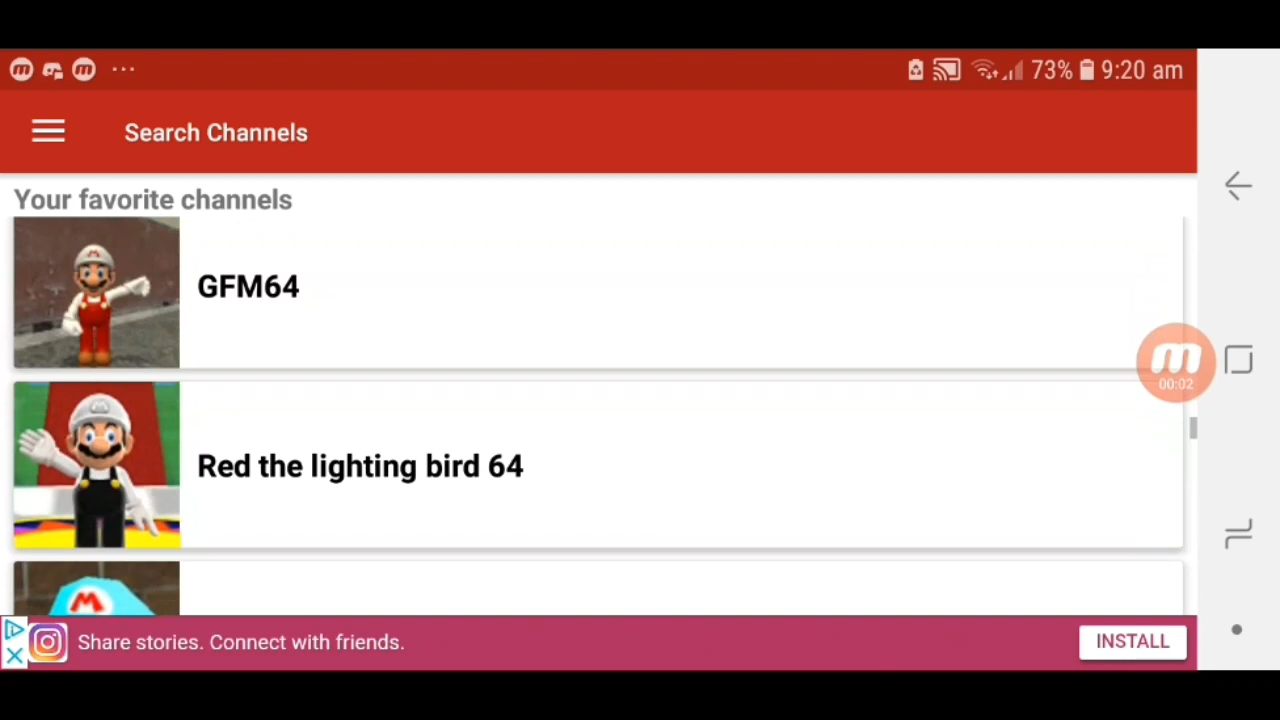 73% 9:20 am
Search Channels
Your favorite channels
GFM64
00:02
Red the lighting bird 64
M
Share stories. Connect with friends.
INSTALL